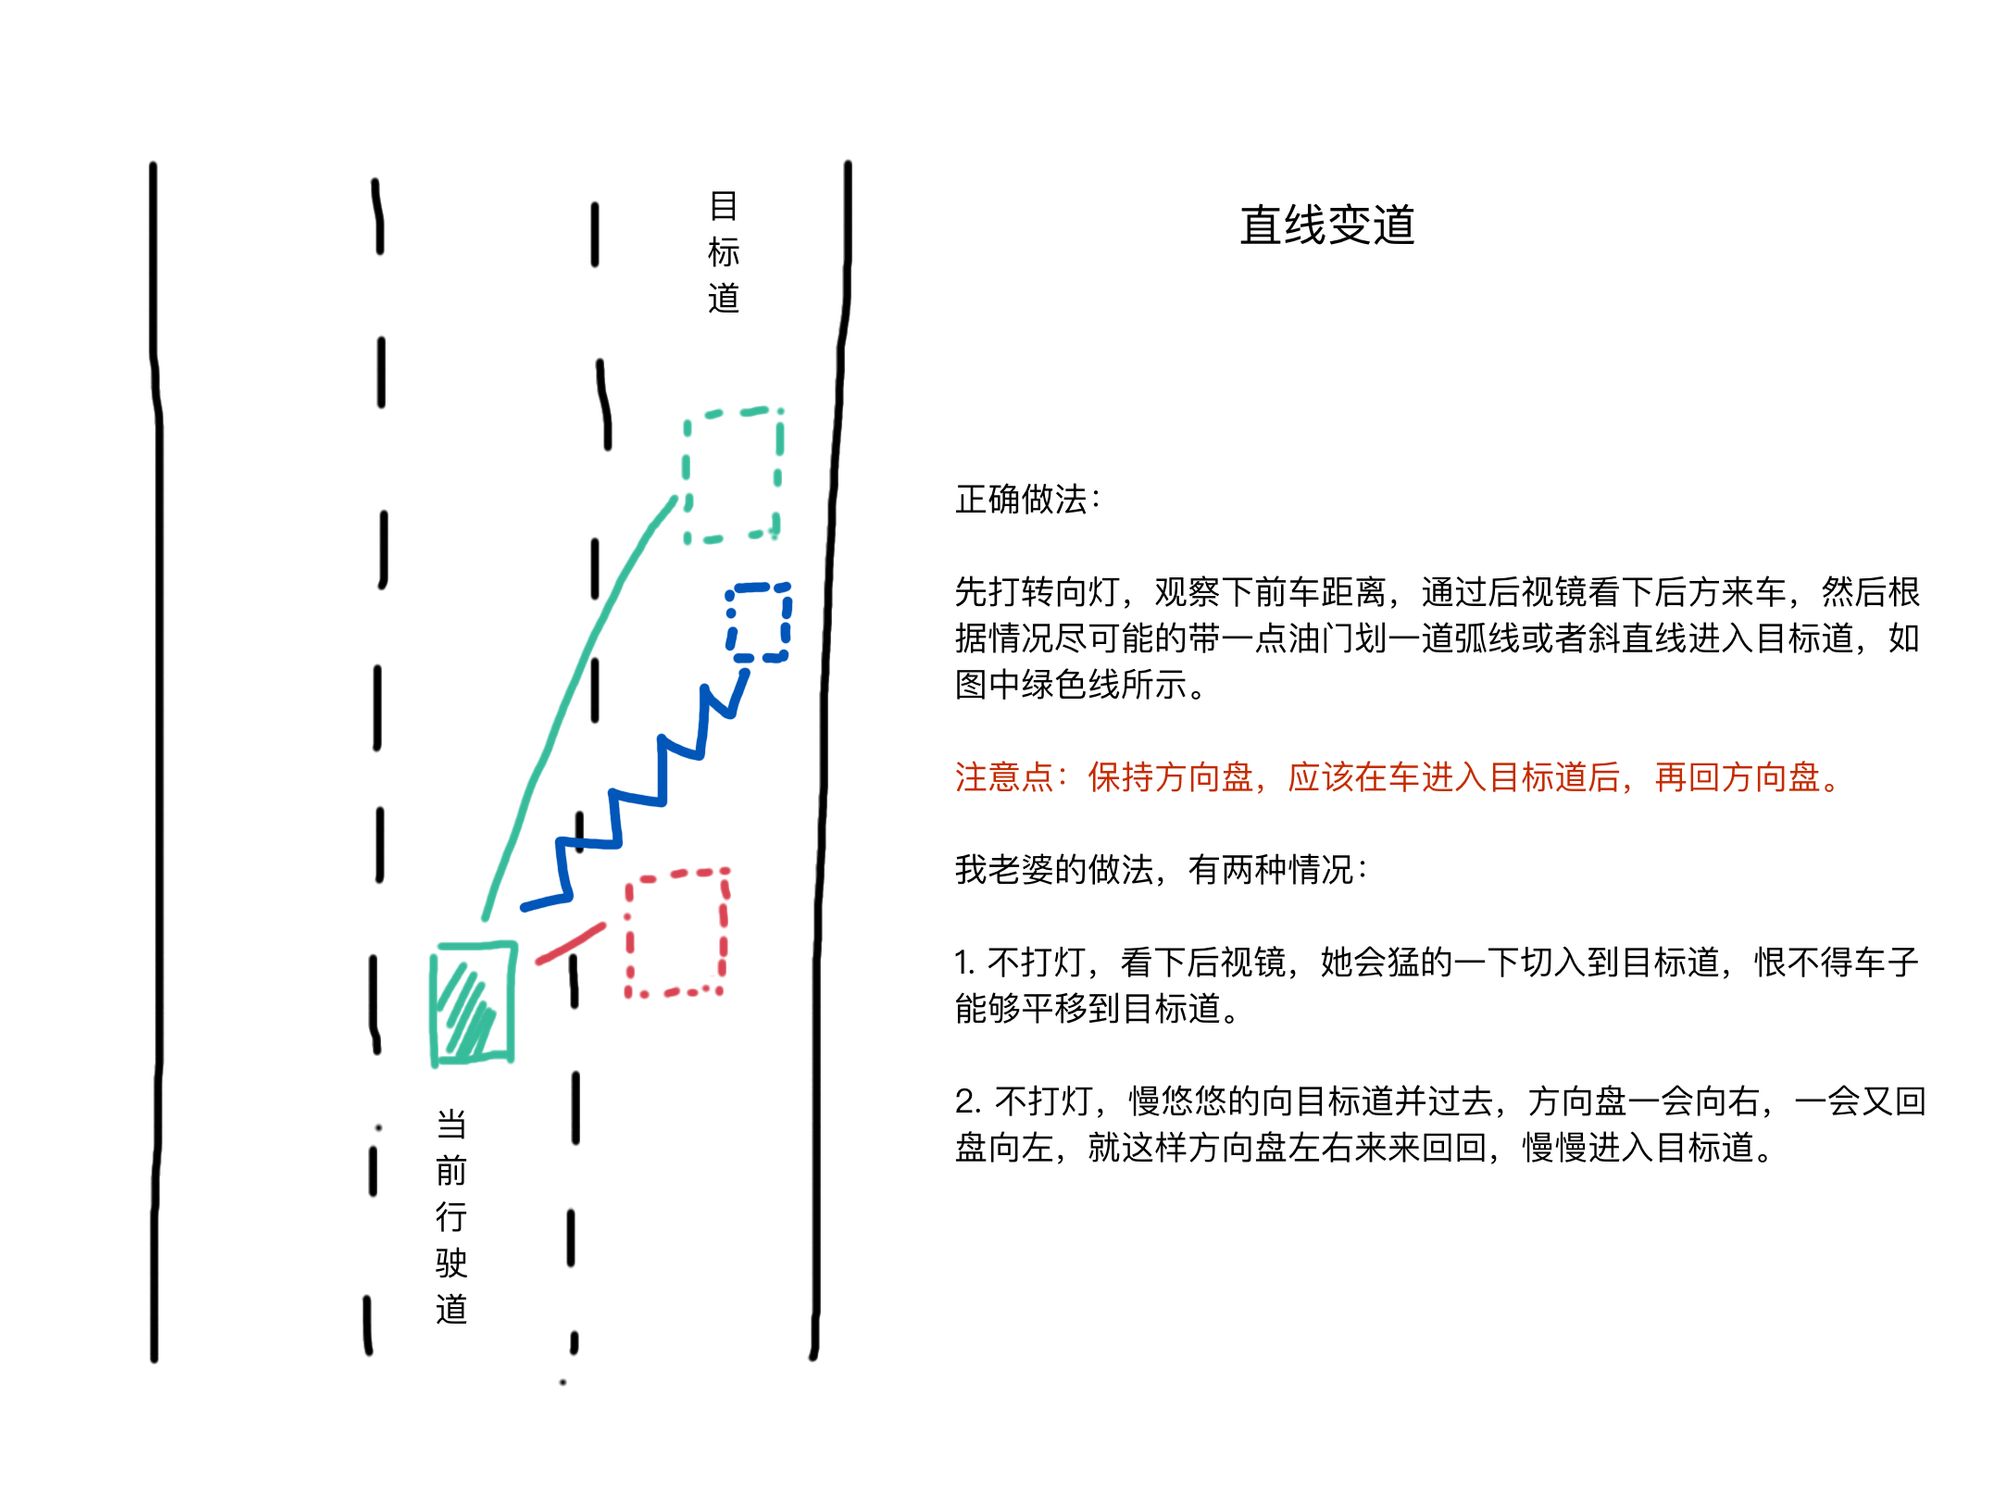 目标道
直线变道
正确做法：
先打转向灯，观察下前车距离，通过后视镜看下后方来车，然后根
据情况尽可能的带一点油门划一道弧线或者斜直线进入目标道，如
图中绿色线所示。
注意点：保持方向盘，应该在车进入目标道后，再回方向盘。
我老婆的做法，有两种情况：
1. 不打灯，看下后视镜，她会猛的一下切入到目标道，恨不得车子
能够平移到目标道。
2. 不打灯，慢悠悠的向目标道并过去，方向盘一会向右，一会又回
盘向左，就这样方向盘左右来来回回，慢慢进入目标道。
当前行驶道